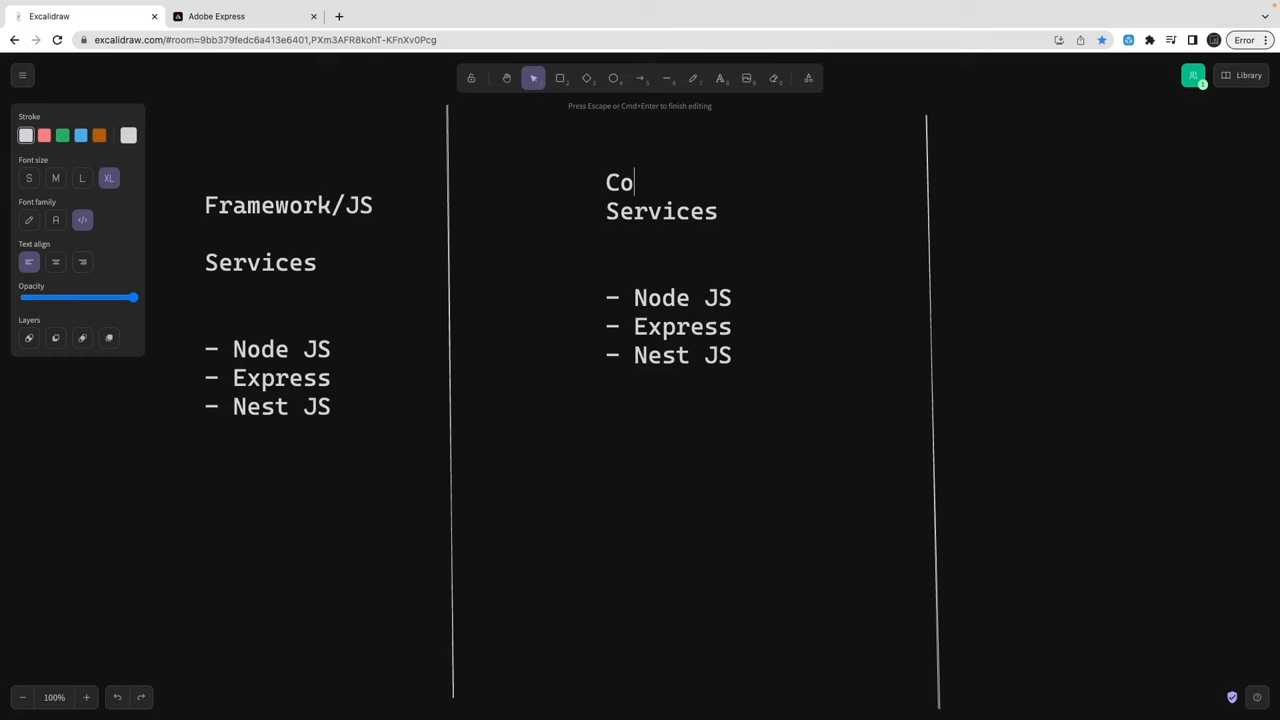 Excalidraw
Adobe Express
excalidraw.com/#room=9bb379fedc6a413e6401,PXm3AFR8kohT-KFnXv0Pcg
Error
Library
Press Escape or Cmd+Enter to finish editing
Stroke
Font size
S M L XL
Font family
A
Text align
Opacity
Layers
Framework/JS
Services
- Node JS
- Express
- Nest JS
Co
Services
- Node JS
- Express
- Nest JS
100%